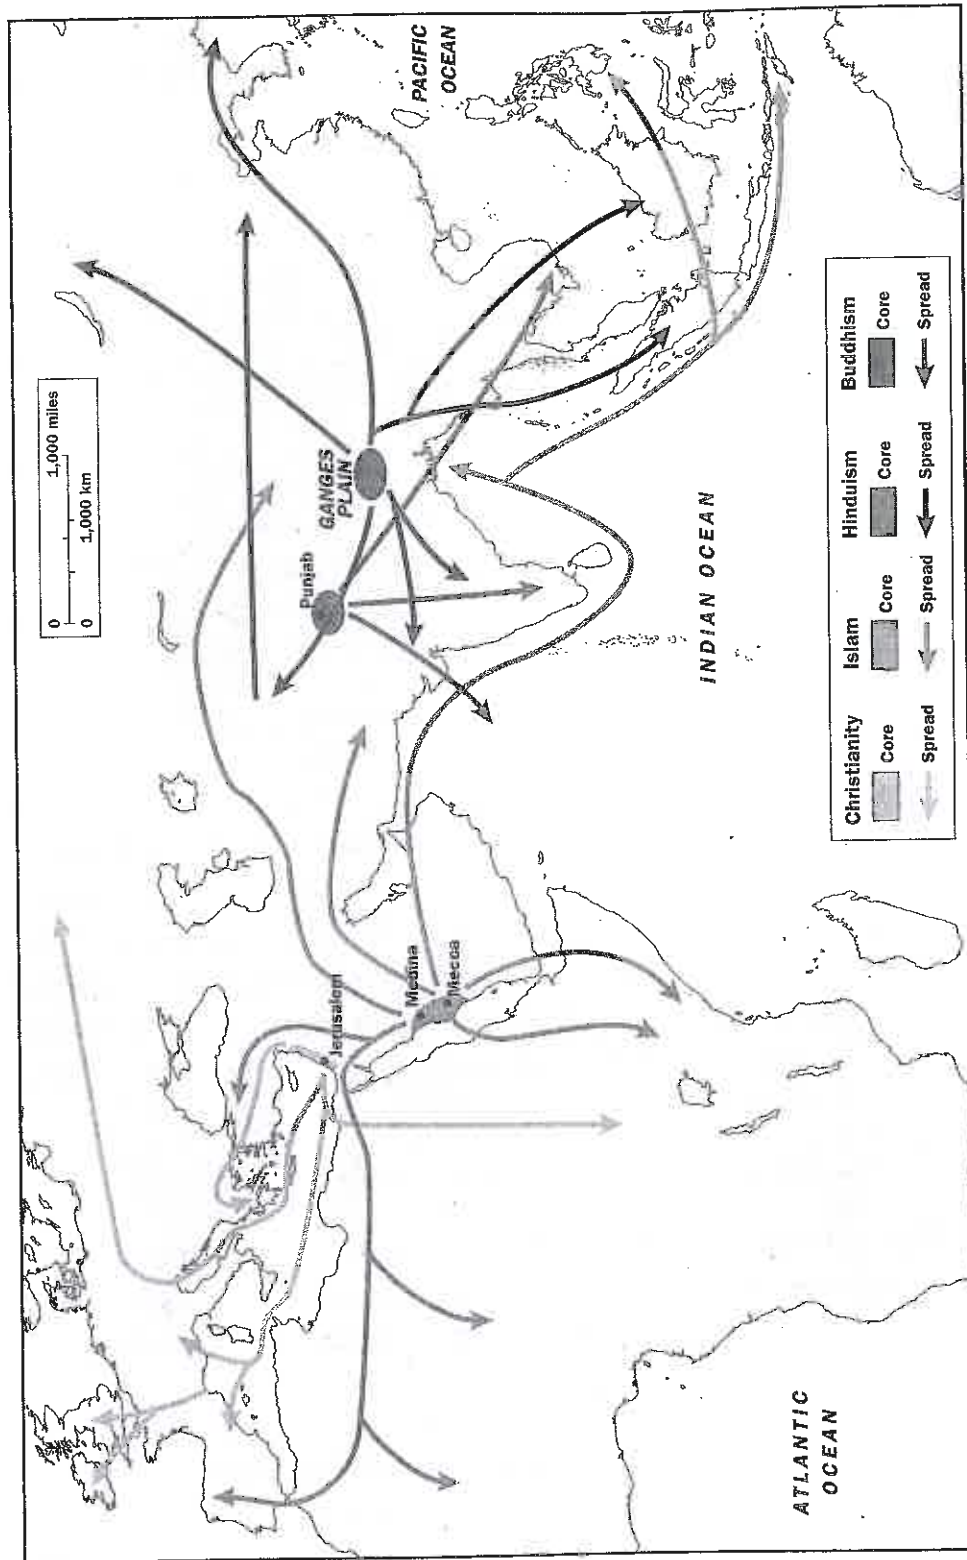 PACIFIC
OCEAN
0 1,000 miles
0 1,000 km
GANGES
PLAIN
Punjab
Jerusalem
Medina
Mecca
INDIAN OCEAN
ATLANTIC
OCEAN
Christianity Islam Hinduism Buddhism
Core Core Core Core
Spread Spread Spread Spread